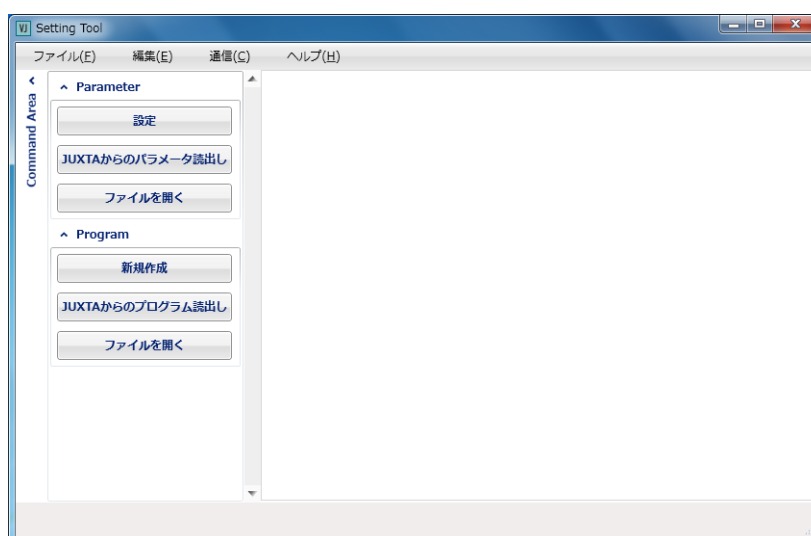 VJ Setting Tool
ファイル(F) 編集(E) 通信(C) ヘルプ(H)
Command Area
Parameter
設定
JUXTAからのパラメータ読出し
ファイルを開く
Program
新規作成
JUXTAからのプログラム読出し
ファイルを開く